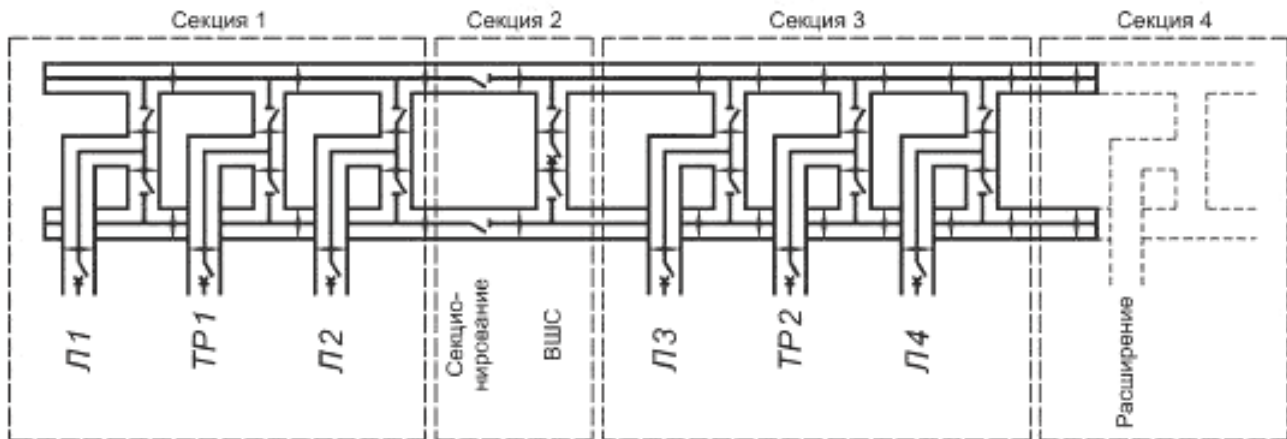 Секция 1
Секция 2
Секция 3
Секция 4
Л1
ТР1
Л2
Секцио-
нирование
ВШС
Л3
ТР2
Л4
Расширение